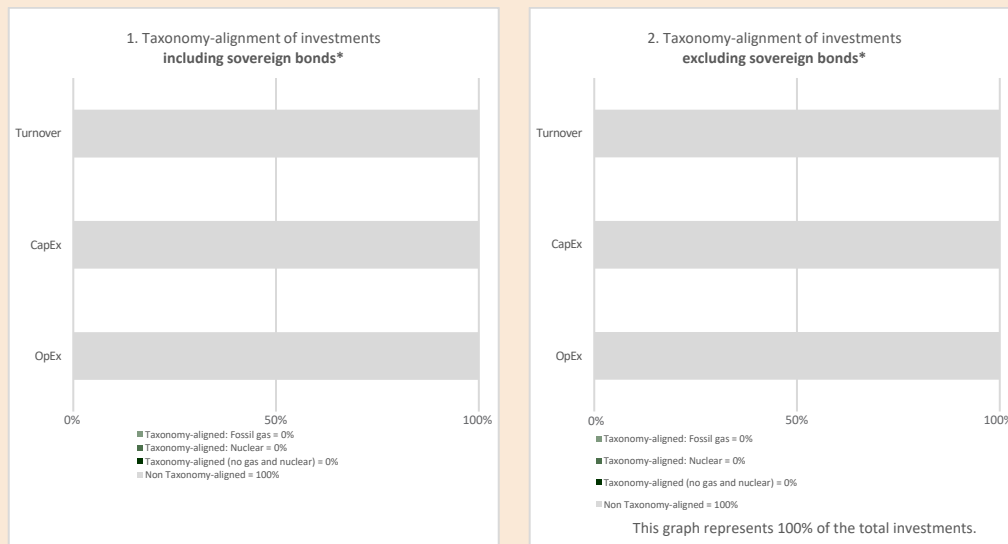 1. Taxonomy-alignment of investments
including sovereign bonds*
Turnover
CapEx
OpEx
0%
50%
100%
Taxonomy-aligned: Fossil gas = 0%
Taxonomy-aligned: Nuclear = 0%
Taxonomy-aligned (no gas and nuclear) = 0%
Non Taxonomy-aligned = 100%
2. Taxonomy-alignment of investments
excluding sovereign bonds*
Turnover
CapEx
OpEx
0%
50%
100%
Taxonomy-aligned: Fossil gas = 0%
Taxonomy-aligned: Nuclear = 0%
Taxonomy-aligned (no gas and nuclear) = 0%
Non Taxonomy-aligned = 100%
This graph represents 100% of the total investments.